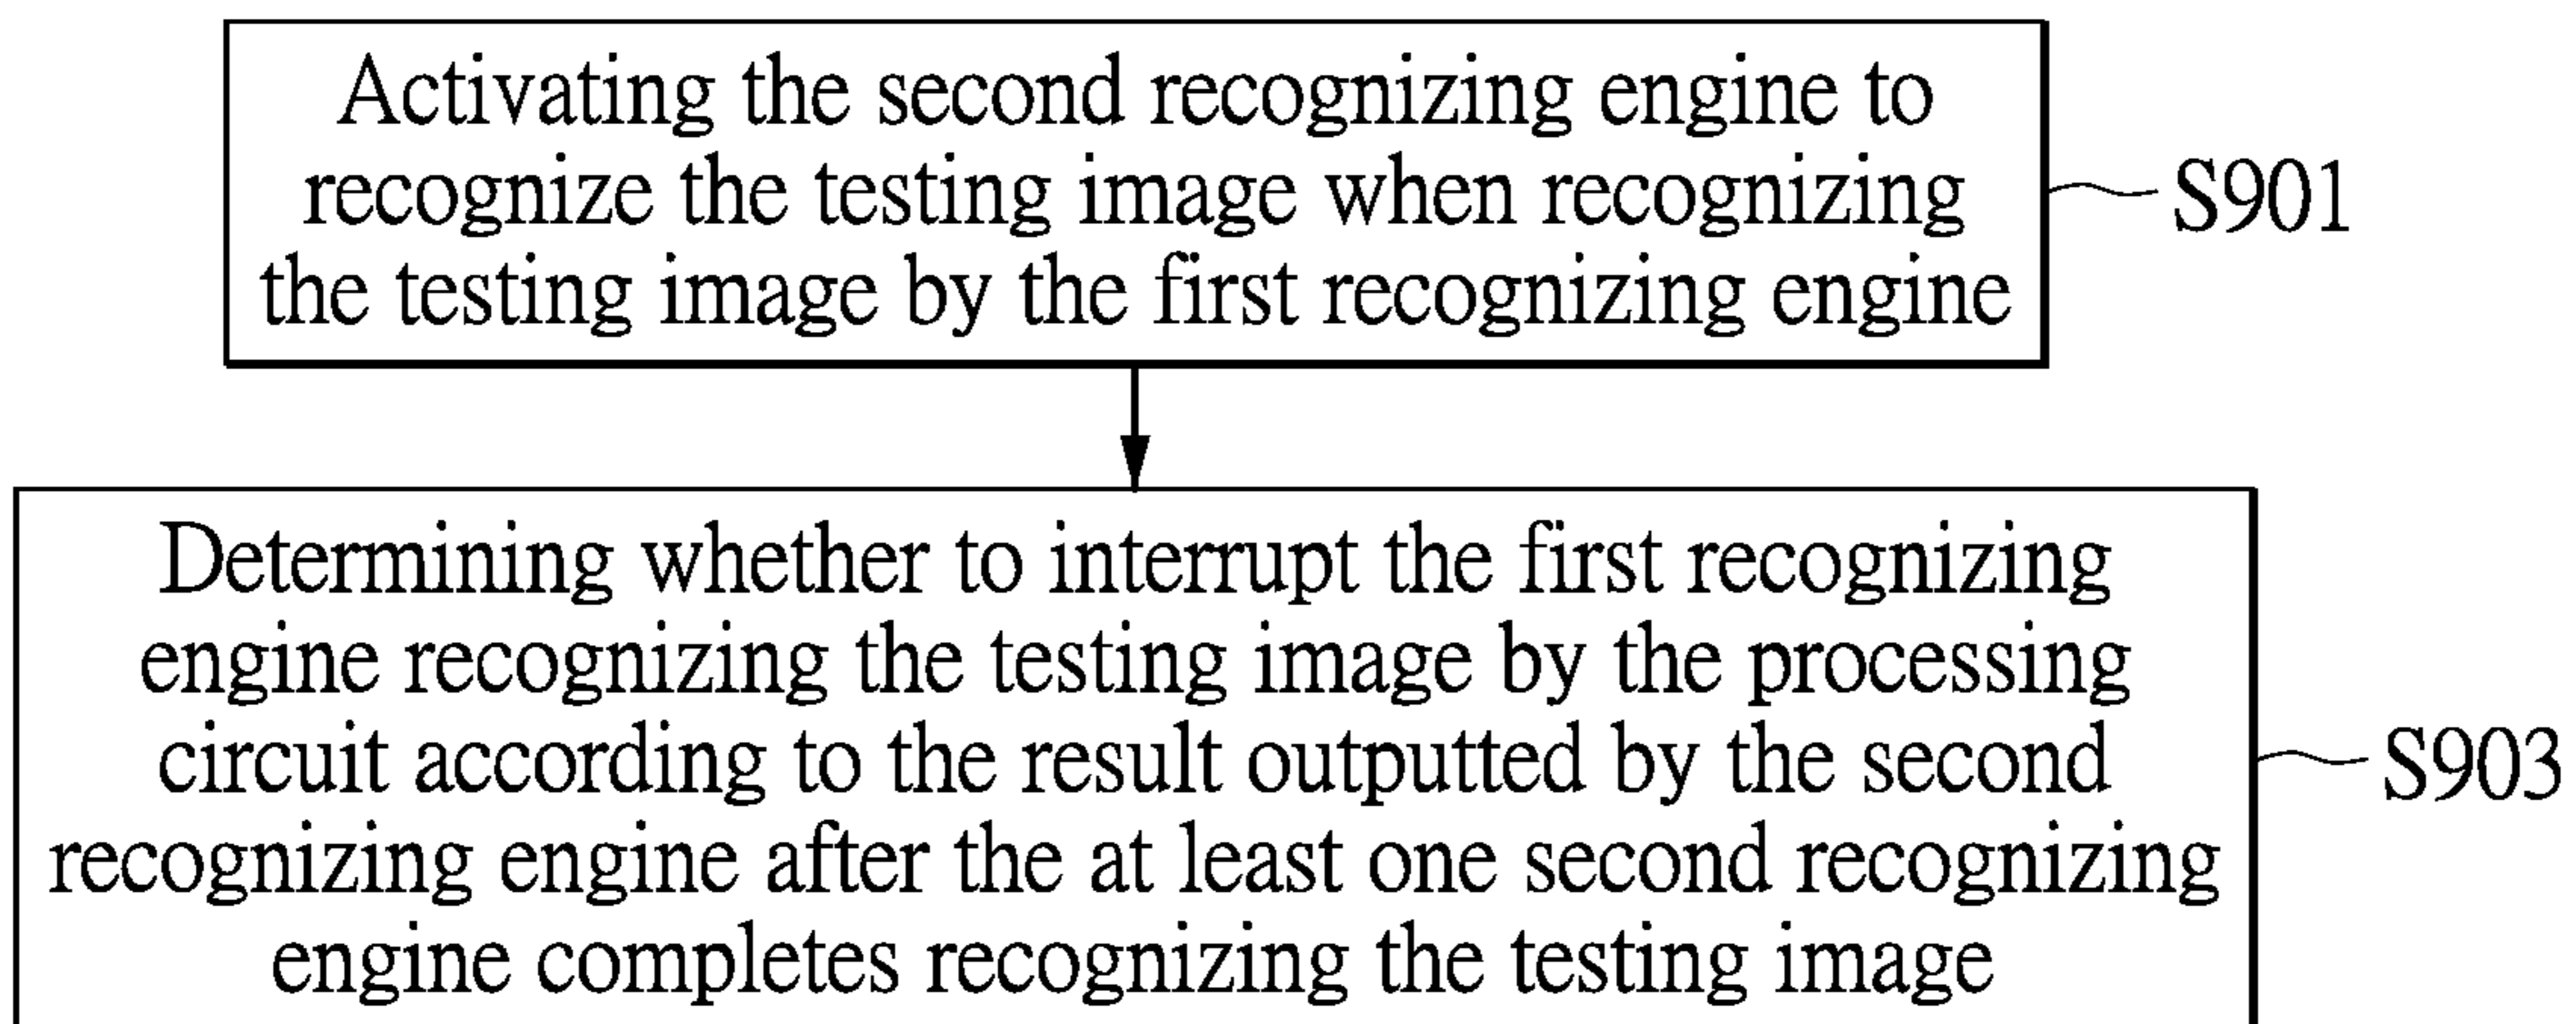 Activating the second recognizing engine to
recognize the testing image when recognizing
the testing image by the first recognizing engine
S901
Determining whether to interrupt the first recognizing
engine recognizing the testing image by the processing
circuit according to the result outputted by the second
recognizing engine after the at least one second recognizing
engine completes recognizing the testing image
S903